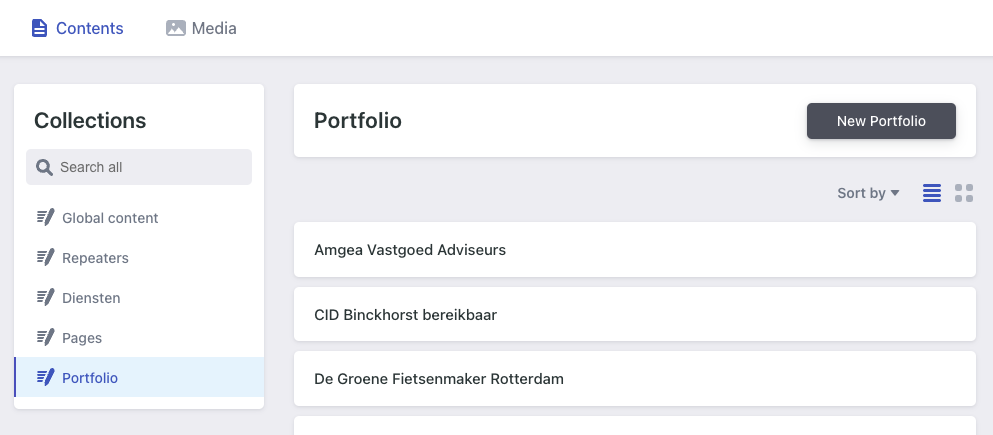 Contents
Media
Collections
Search all
Global content
Repeaters
Diensten
Pages
Portfolio
Portfolio
New Portfolio
Sort by
Amgea Vastgoed Adviseurs
CID Binckhorst bereikbaar
De Groene Fietsenmaker Rotterdam